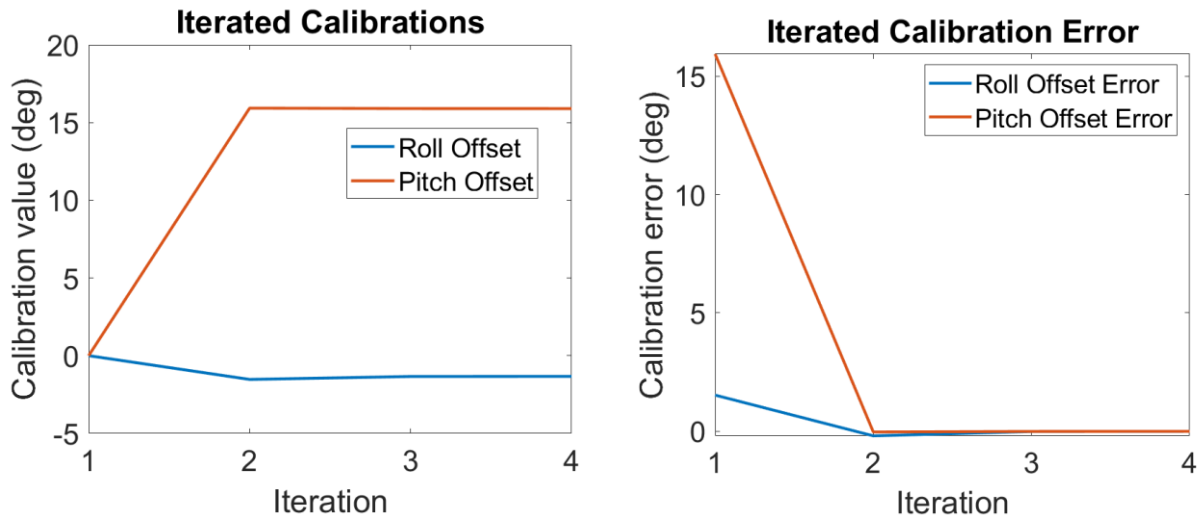 Iterated Calibrations
Calibration value (deg)
20
15
10
5
0
-5
Roll Offset
Pitch Offset
1 2 3 4
Iteration
Iterated Calibration Error
Calibration error (deg)
15
10
5
0
Roll Offset Error
Pitch Offset Error
1 2 3 4
Iteration